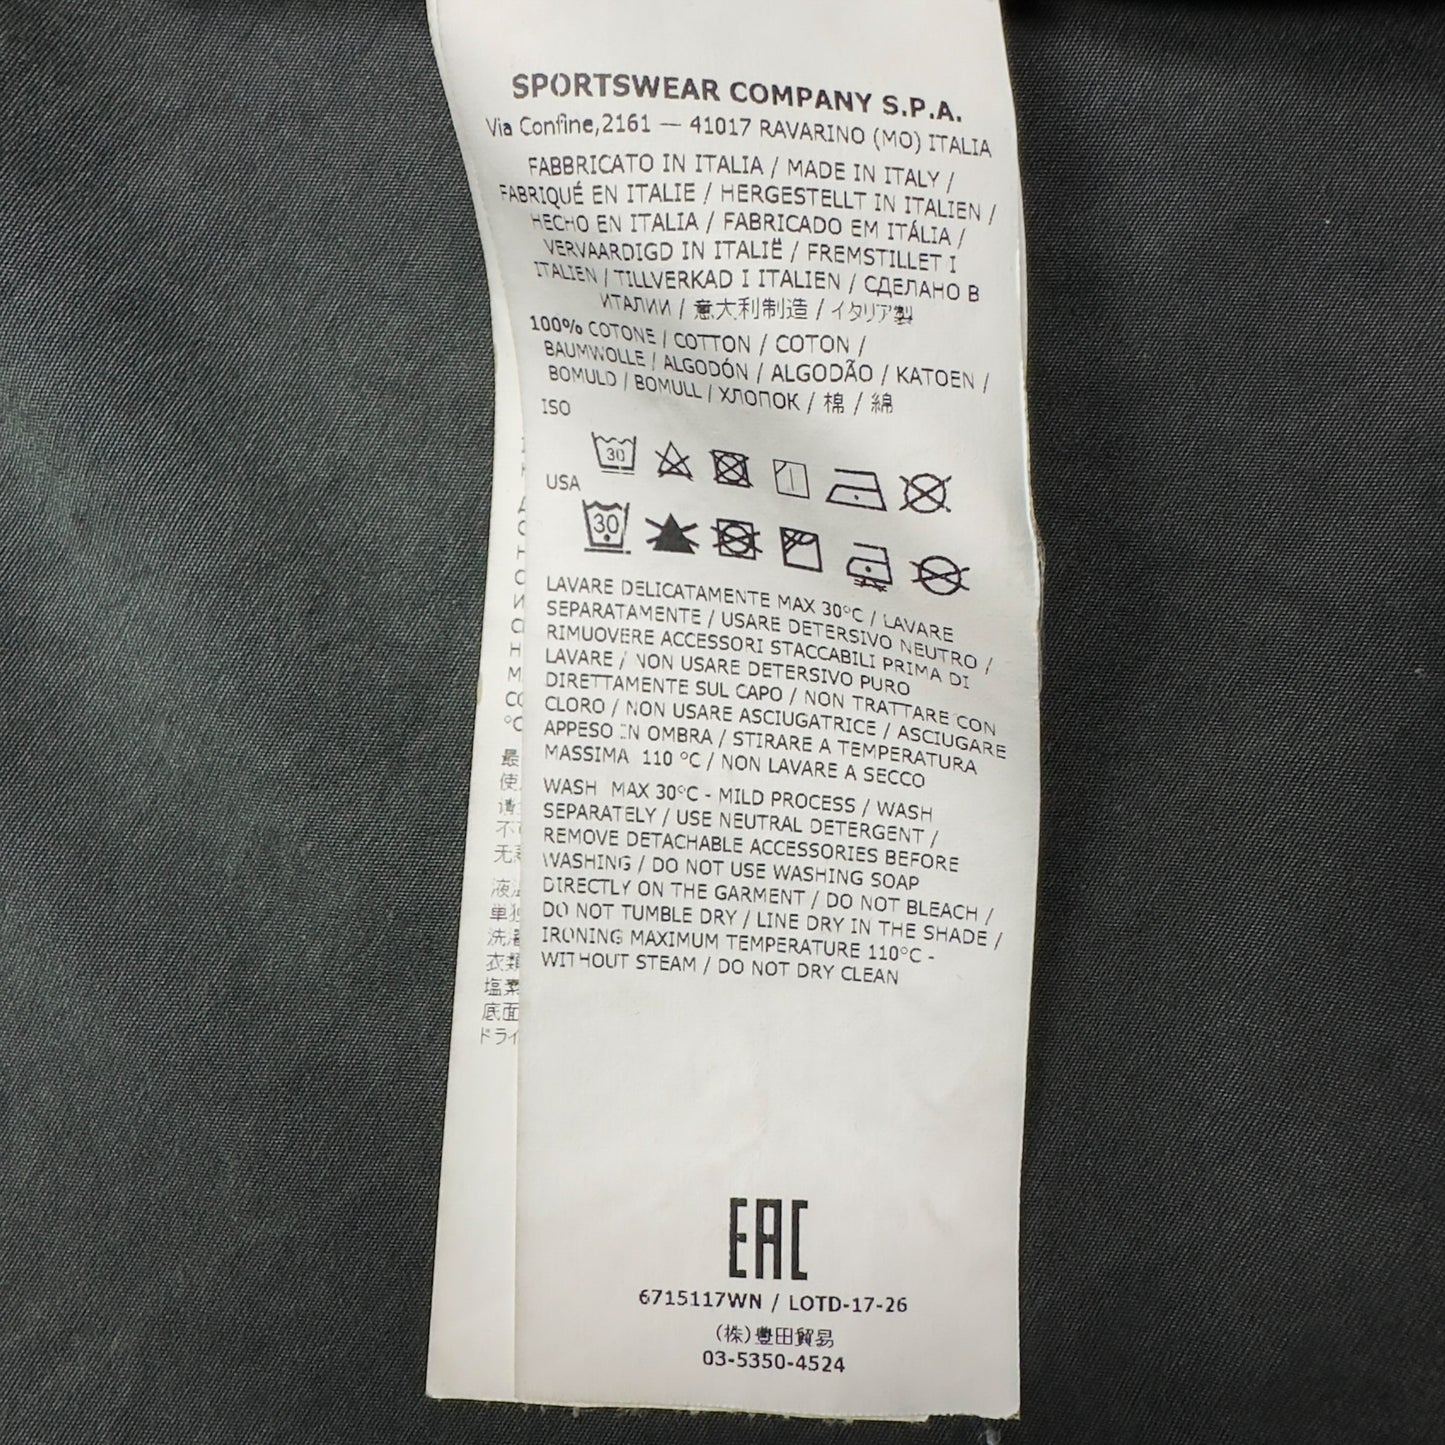 SPORTSWEAR COMPANY S.P.A.
Via Confine,2161 — 41017 RAVARINO (MO) ITALIA
FABBRICATO IN ITALIA / MADE IN ITALY /
FABRIQUÉ EN ITALIE / HERGESTELLT IN ITALIEN /
HECHO EN ITALIA / FABRICADO EM ITÁLIA /
VERVAARDIGD IN ITALIË / FREMSTILLET I
ITALIEN / TILLVERKAD I ITALIEN / СДЕЛАНО В
ИТАЛИИ / 意大利制造 / イタリア製
100% COTONE / COTTON / COTON /
BAUMWOLLE / ALGODÓN / ALGODÃO / KATOEN /
BOMULD / BOMULL / ХЛОПОК / 棉 / 綿
ISO
30
USA
30
LAVARE DELICATAMENTE MAX 30°C / LAVARE
SEPARATAMENTE / USARE DETERSIVO NEUTRO /
RIMUOVERE ACCESSORI STACCABILI PRIMA DI
LAVARE / NON USARE DETERSIVO PURO
DIRETTAMENTE SUL CAPO / NON TRATTARE CON
CLORO / NON USARE ASCIUGATRICE / ASCIUGARE
APPESO IN OMBRA / STIRARE A TEMPERATURA
MASSIMA 110 °C / NON LAVARE A SECCO
WASH MAX 30°C - MILD PROCESS / WASH
SEPARATELY / USE NEUTRAL DETERGENT /
REMOVE DETACHABLE ACCESSORIES BEFORE
WASHING / DO NOT USE WASHING SOAP
DIRECTLY ON THE GARMENT / DO NOT BLEACH /
DO NOT TUMBLE DRY / LINE DRY IN THE SHADE /
IRONING MAXIMUM TEMPERATURE 110°C -
WITHOUT STEAM / DO NOT DRY CLEAN
EAC
6715117WN / LOTD-17-26
(株)豊田貿易
03-5350-4524